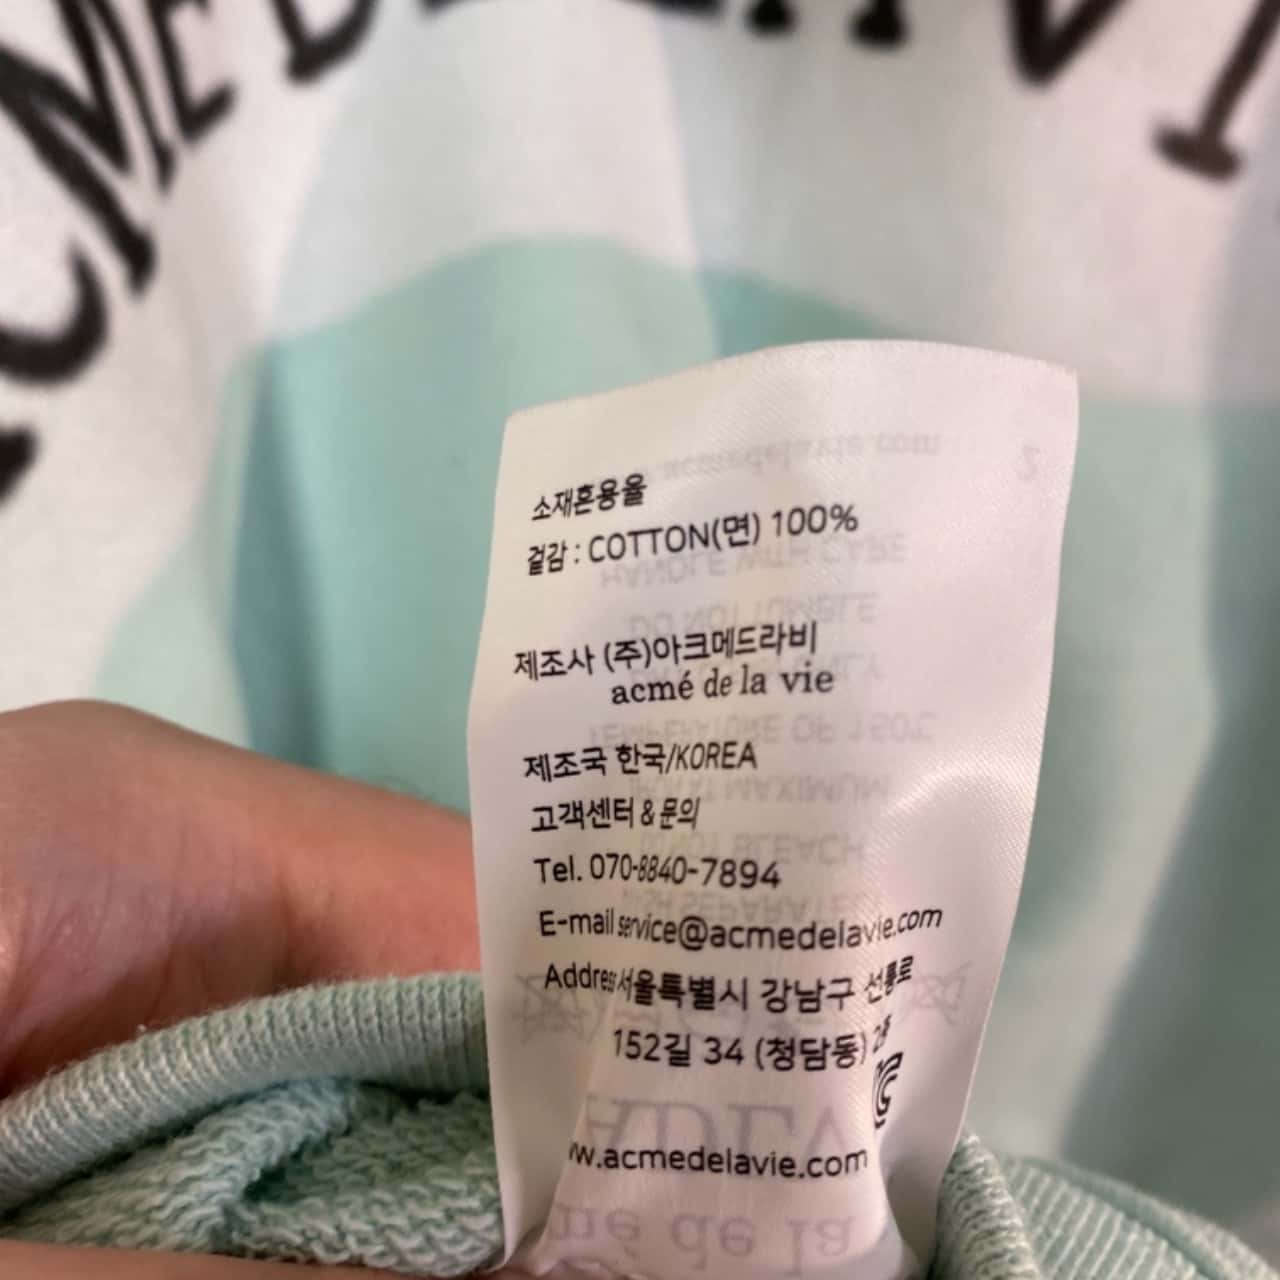 CMEDELAVI
소재혼용율
겉감 : COTTON(면) 100%
제조사 (주)아크메드라비
acmé de la vie
제조국 한국/KOREA
고객센터 & 문의
Tel. 070-8840-7894
E-mail service@acmedelavie.com
Address 서울특별시 강남구 선릉로
152길 34 (청담동) 2층
www.acmedelavie.com